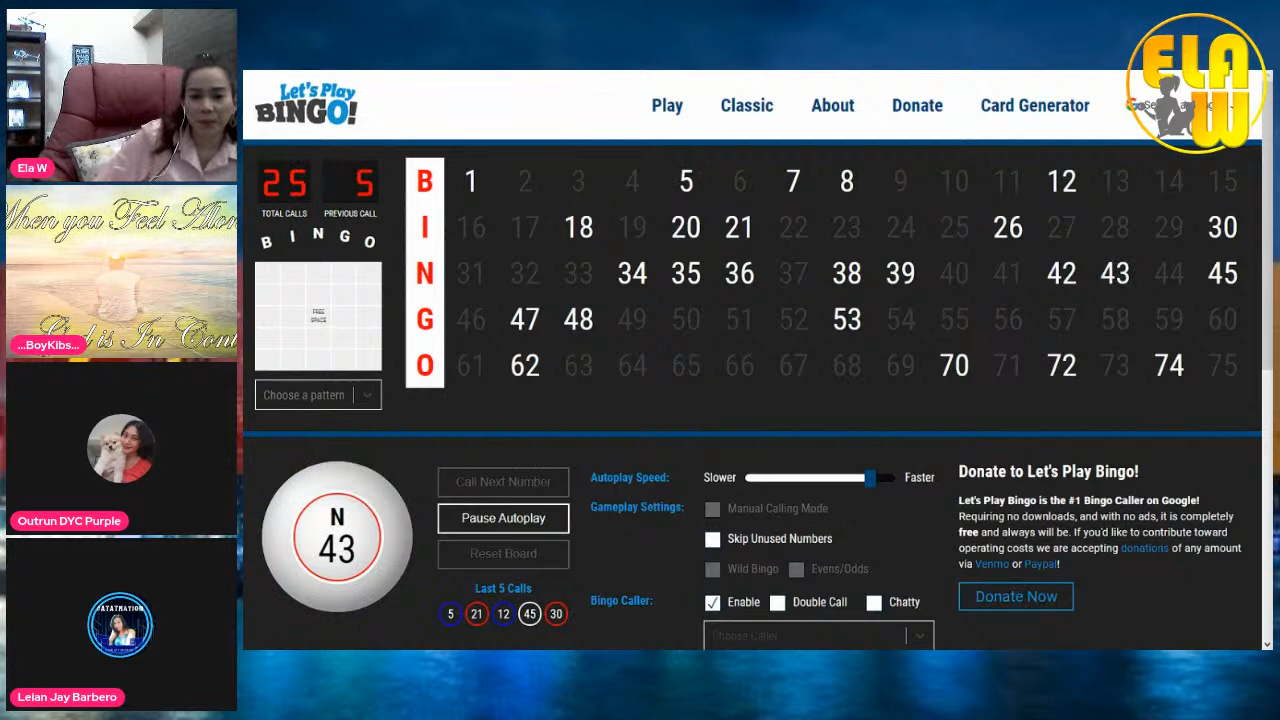 Ela W
When you Feel Alone
God is In Cont
...BoyKibs...
Outrun DYC Purple
PATATNATION
Leian Jay Barbero
ELA
W
Let's Play
BINGO!
Play
Classic
About
Donate
Card Generator
25
5
TOTAL CALLS
PREVIOUS CALL
B I N G O
FREE
SPACE
Choose a pattern
B 1 2 3 4 5 6 7 8 9 10 11 12 13 14 15
I 16 17 18 19 20 21 22 23 24 25 26 27 28 29 30
N 31 32 33 34 35 36 37 38 39 40 41 42 43 44 45
G 46 47 48 49 50 51 52 53 54 55 56 57 58 59 60
O 61 62 63 64 65 66 67 68 69 70 71 72 73 74 75
N
43
Call Next Number
Pause Autoplay
Reset Board
Last 5 Calls
5 21 12 45 30
Autoplay Speed:
Slower
Faster
Gameplay Settings:
Manual Calling Mode
Skip Unused Numbers
Wild Bingo
Evens/Odds
Bingo Caller:
Enable
Double Call
Chatty
Choose Caller
Donate to Let's Play Bingo!
Let's Play Bingo is the #1 Bingo Caller on Google!
Requiring no downloads, and with no ads, it is completely
free and always will be. If you'd like to contribute toward
operating costs we are accepting donations of any amount
via Venmo or Paypal!
Donate Now